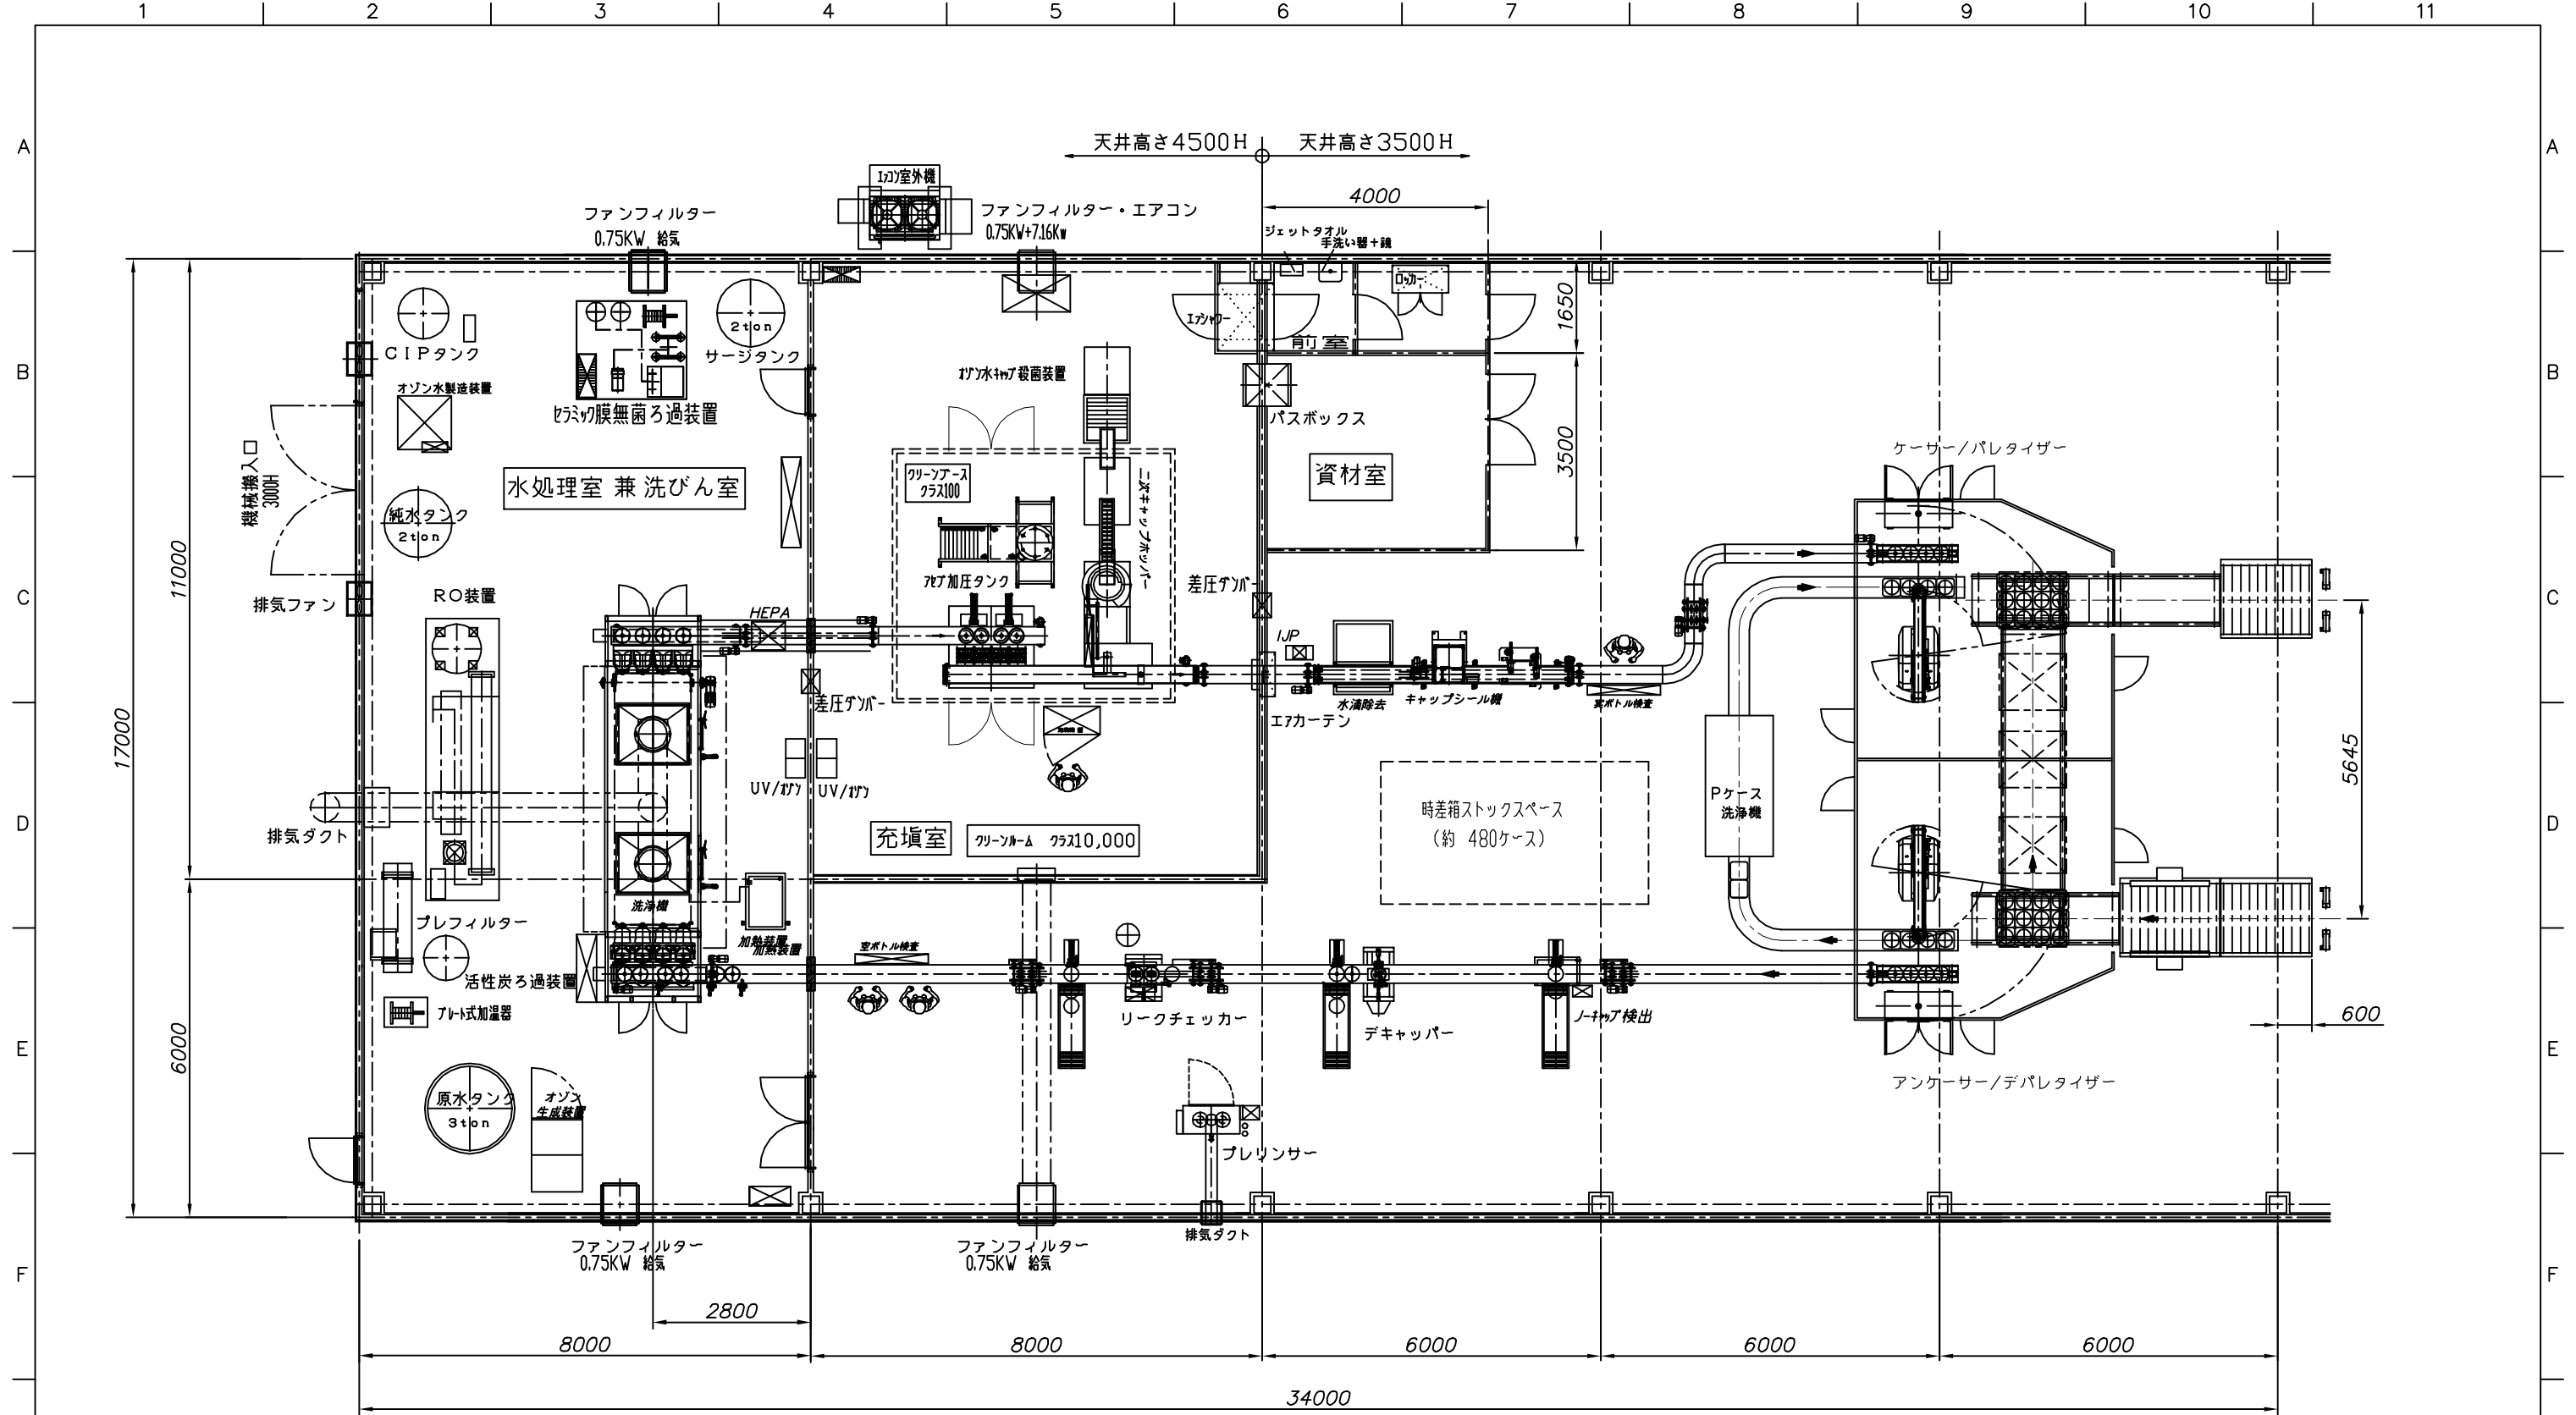 1 2 3 4 5 6 7 8 9 10 11
A
A
天井高さ4500H
天井高さ3500H
エアコン室外機
4000
ファンフィルター
0.75KW 給気
ファンフィルター・エアコン
0.75KW+7.16Kw
ジェットタオル
手洗い器+鏡
ロッカー
1650
エアシャワー
前室
2ton
サージタンク
CIPタンク
B
B
オゾン水製造装置
セラミック膜無菌ろ過装置
オゾン水キャップ殺菌装置
パスボックス
3500
機械搬入口
3000H
水処理室 兼 洗びん室
クリーンブース
クラス100
二次キャップホッパー
資材室
ケーサー/パレタイザー
純水タンク
2ton
11000
アセプ加圧タンク
差圧ダンパー
C
C
排気ファン
RO装置
HEPA
IJP
水滴除去
キャップシール機
実ボトル検査
エアカーテン
差圧ダンパー
17000
5645
UV/オゾン
UV/オゾン
Pケース
洗浄機
時差箱ストックスペース
(約 480ケース)
D
D
排気ダクト
充塡室
クリーンルーム クラス10,000
洗浄機
プレフィルター
加熱装置
加熱装置
空ボトル検査
活性炭ろ過装置
プレート式加温器
リークチェッカー
デキャッパー
ノーキャップ検出
600
E
E
6000
アンケーサー/デパレタイザー
原水タンク
3ton
オゾン
生成装置
プレリンサー
排気ダクト
ファンフィルター
0.75KW 給気
ファンフィルター
0.75KW 給気
F
F
2800
8000
8000
6000
6000
6000
34000